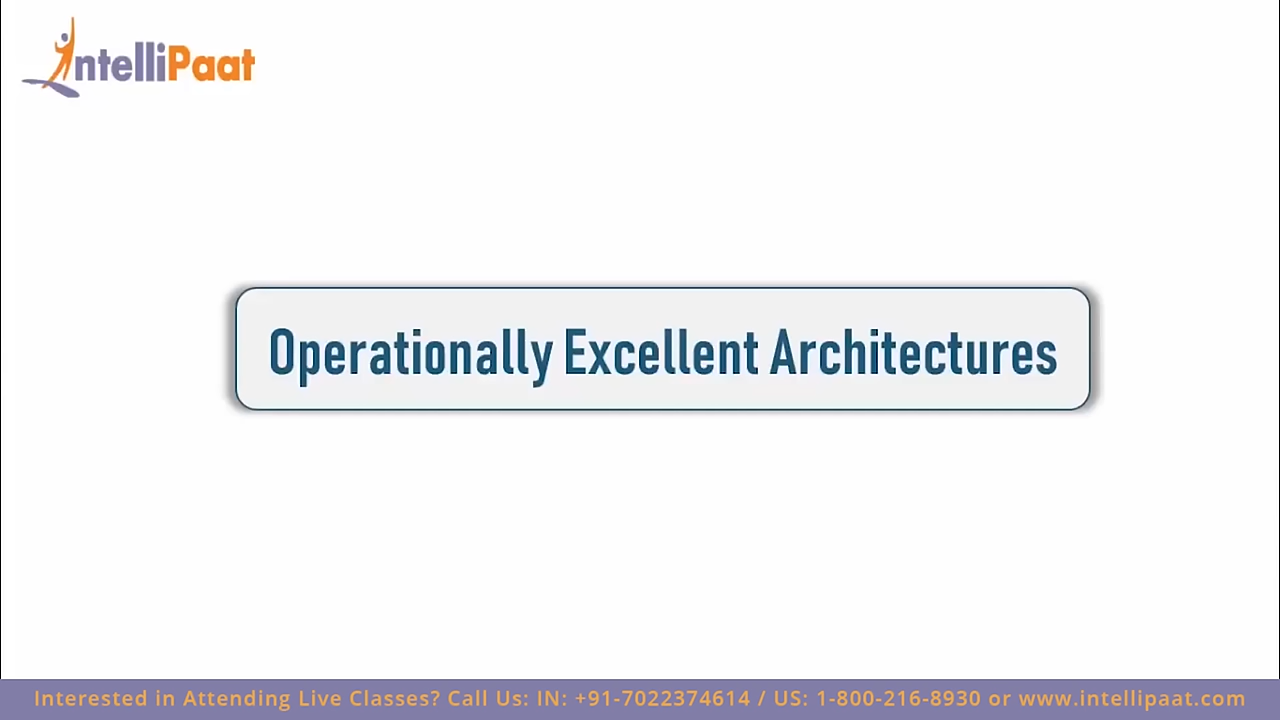 IntelliPaat
Operationally Excellent Architectures
Interested in Attending Live Classes? Call Us: IN: +91-7022374614 / US: 1-800-216-8930 or www.intellipaat.com